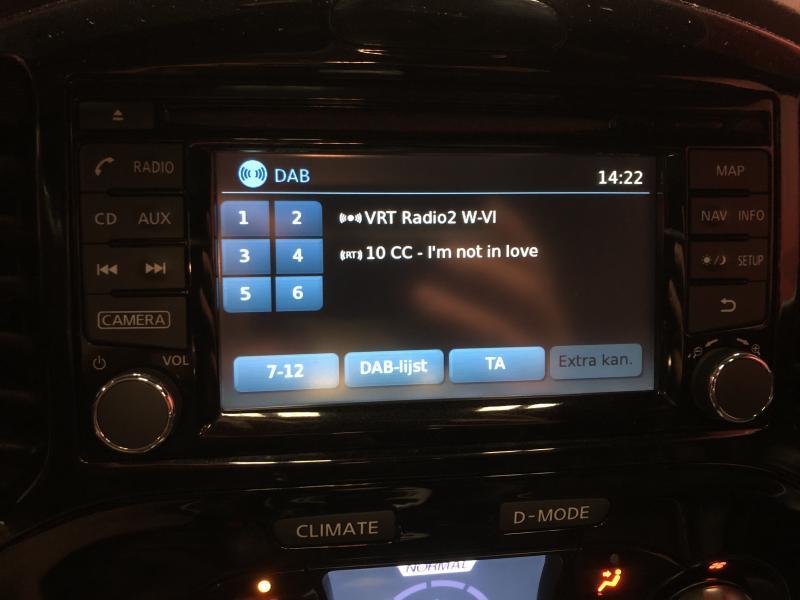 RADIO
CD AUX
CAMERA
VOL
DAB 14:22
1 2
3 4
5 6
VRT Radio2 W-Vl
(RT) 10 CC - I'm not in love
7-12 DAB-lijst TA Extra kan.
MAP
NAV INFO
SETUP
CLIMATE D-MODE
NORMAL